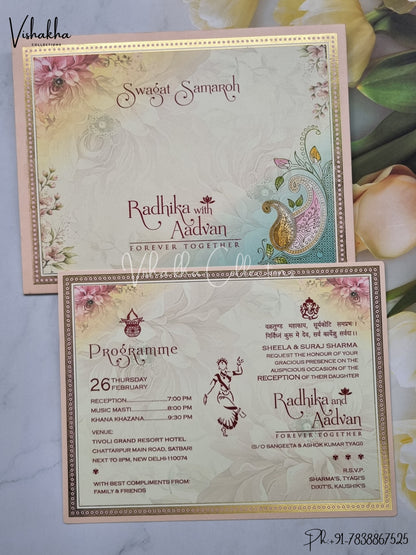 Vishakha
COLLECTIONS
Swagat Samaroh
Radhika with
Aadvan
FOREVER TOGETHER
Vishakha Collections
Programme
26 THURSDAY
FEBRUARY
RECEPTION...............7:00 PM
MUSIC MASTI...........8:00 PM
KHANA KHAZANA.......9:30 PM
VENUE:
TIVOLI GRAND RESORT HOTEL
CHATTARPUR MAIN ROAD, SATBARI
NEXT TO IIPM, NEW DELHI-110074
WITH BEST COMPLIMENTS FROM:
FAMILY & FRIENDS
वक्रतुण्ड महाकाय, सूर्यकोटि समप्रभः।
निर्विघ्नं कुरू मे देव, सर्व कार्येषु सर्वदा।।
SHEELA & SURAJ SHARMA
REQUEST THE HONOUR OF YOUR
GRACIOUS PRESENCE ON THE
AUSPICIOUS OCCASION OF THE
RECEPTION OF THEIR DAUGHTER
Radhika and
Aadvan
FOREVER TOGETHER
(S/O SANGEETA & ASHOK KUMAR TYAGI)
R.S.V.P.
SHARMA'S, TYAGI'S
DIXIT'S, KAUSHIK'S
Ph.+91-7838867525